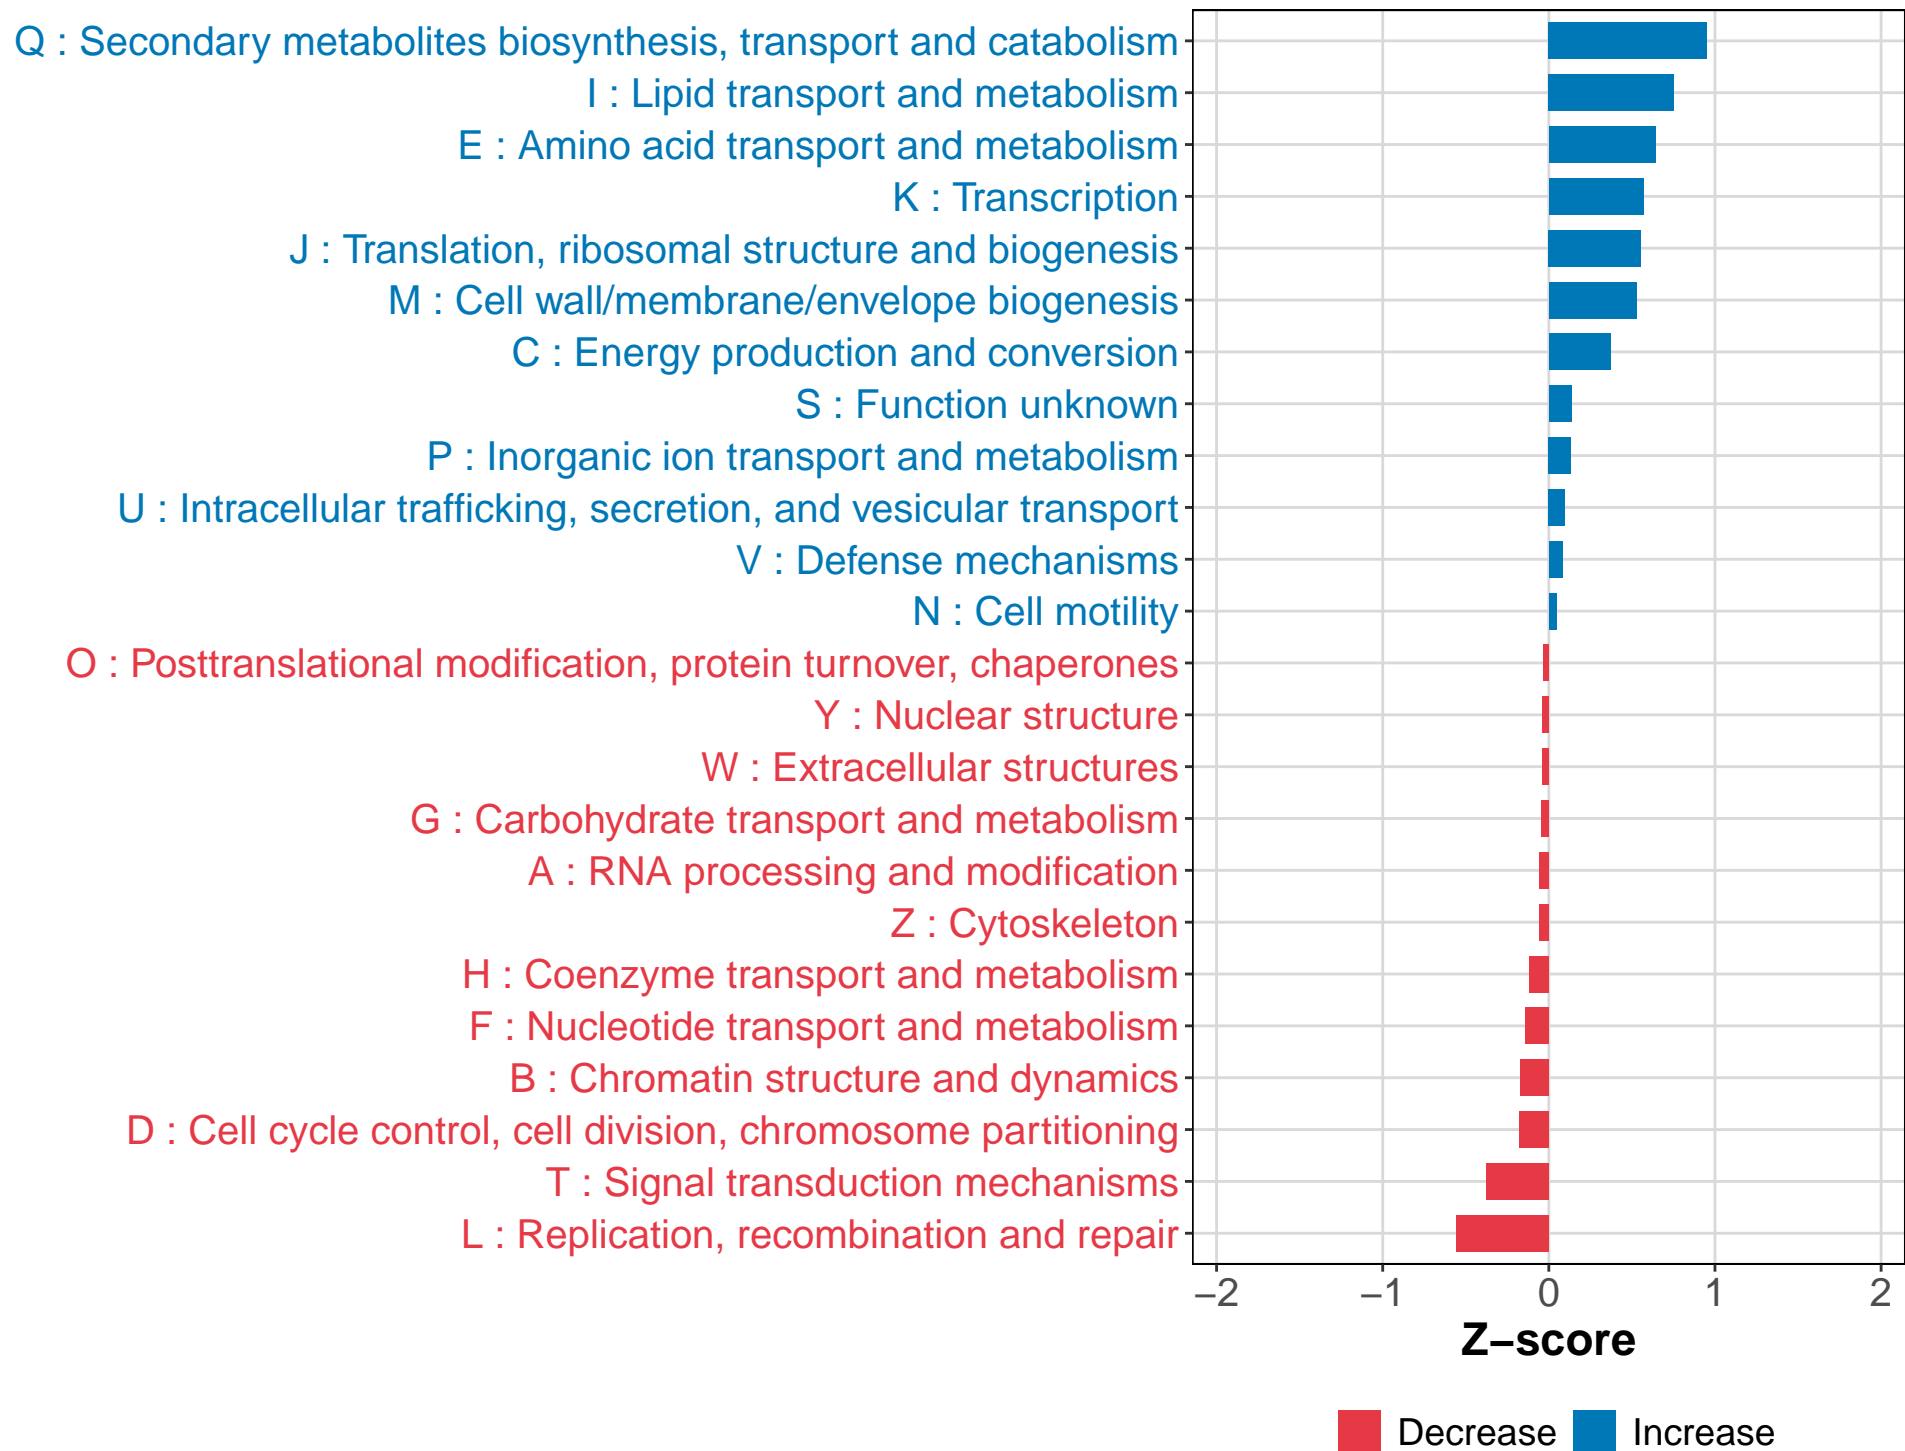 Q : Secondary metabolites biosynthesis, transport and catabolism
I : Lipid transport and metabolism
E : Amino acid transport and metabolism
K : Transcription
J : Translation, ribosomal structure and biogenesis
M : Cell wall/membrane/envelope biogenesis
C : Energy production and conversion
S : Function unknown
P : Inorganic ion transport and metabolism
U : Intracellular trafficking, secretion, and vesicular transport
V : Defense mechanisms
N : Cell motility
O : Posttranslational modification, protein turnover, chaperones
Y : Nuclear structure
W : Extracellular structures
G : Carbohydrate transport and metabolism
A : RNA processing and modification
Z : Cytoskeleton
H : Coenzyme transport and metabolism
F : Nucleotide transport and metabolism
B : Chromatin structure and dynamics
D : Cell cycle control, cell division, chromosome partitioning
T : Signal transduction mechanisms
L : Replication, recombination and repair
−2 −1 0 1 2
Z−score
Decrease Increase